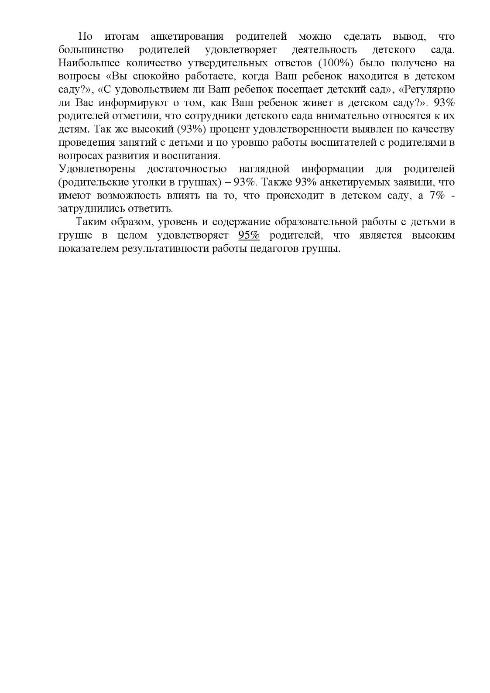 По итогам анкетирования родителей можно сделать вывод, что
большинство родителей удовлетворяет деятельность детского сада.
Наибольшее количество утвердительных ответов (100%) было получено на
вопросы «Вы спокойно работаете, когда Ваш ребенок находится в детском
саду?», «С удовольствием ли Ваш ребенок посещает детский сад», «Регулярно
ли Вас информируют о том, как Ваш ребенок живет в детском саду?». 93%
родителей отметили, что сотрудники детского сада внимательно относятся к их
детям. Так же высокий (93%) процент удовлетворенности выявлен по качеству
проведения занятий с детьми и по уровню работы воспитателей с родителями в
вопросах развития и воспитания.
Удовлетворены достаточностью наглядной информации для родителей
(родительские уголки в группах) – 93%. Также 93% анкетируемых заявили, что
имеют возможность влиять на то, что происходит в детском саду, а 7% -
затруднились ответить.
Таким образом, уровень и содержание образовательной работы с детьми в
группе в целом удовлетворяет 95% родителей, что является высоким
показателем результативности работы педагогов группы.